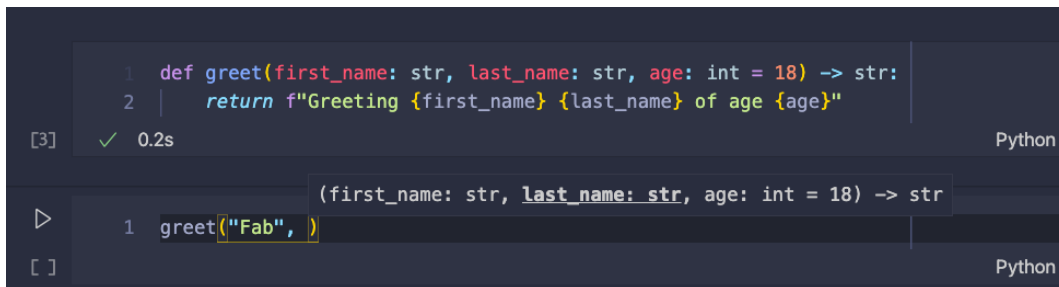 1 def greet(first_name: str, last_name: str, age: int = 18) -> str:
2 return f"Greeting {first_name} {last_name} of age {age}"
[3] ✓ 0.2s Python
(first_name: str, last_name: str, age: int = 18) -> str
1 greet("Fab", )
[ ] Python